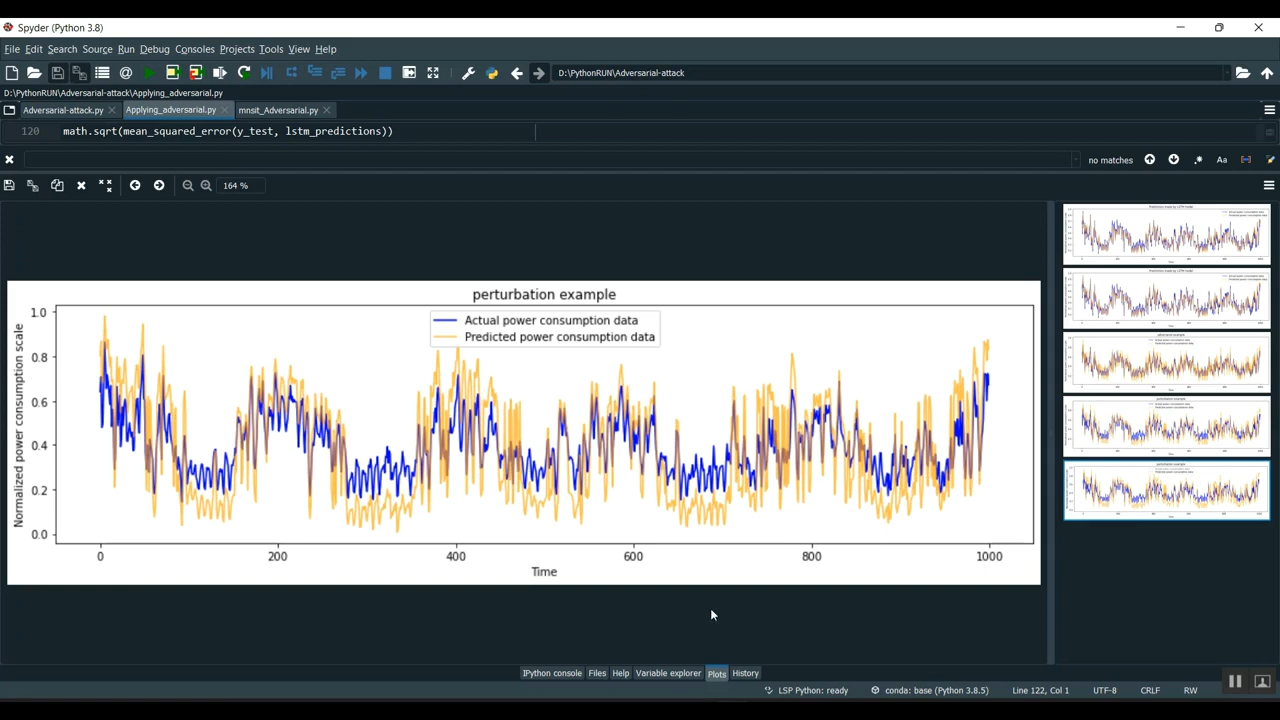 Spyder (Python 3.8)
File Edit Search Source Run Debug Consoles Projects Tools View Help
D:\PythonRUN\Adversarial-attack
D:\PythonRUN\Adversarial-attack\Applying_adversarial.py
Adversarial-attack.py Applying_adversarial.py mnsit_Adversarial.py
120 math.sqrt(mean_squared_error(y_test, lstm_predictions))
no matches Aa
164 %
perturbation example
Actual power consumption data
Predicted power consumption data
Normalized power consumption scale
1.0
0.8
0.6
0.4
0.2
0.0
0 200 400 600 800 1000
Time
IPython console Files Help Variable explorer Plots History
LSP Python: ready conda: base (Python 3.8.5) Line 122, Col 1 UTF-8 CRLF RW